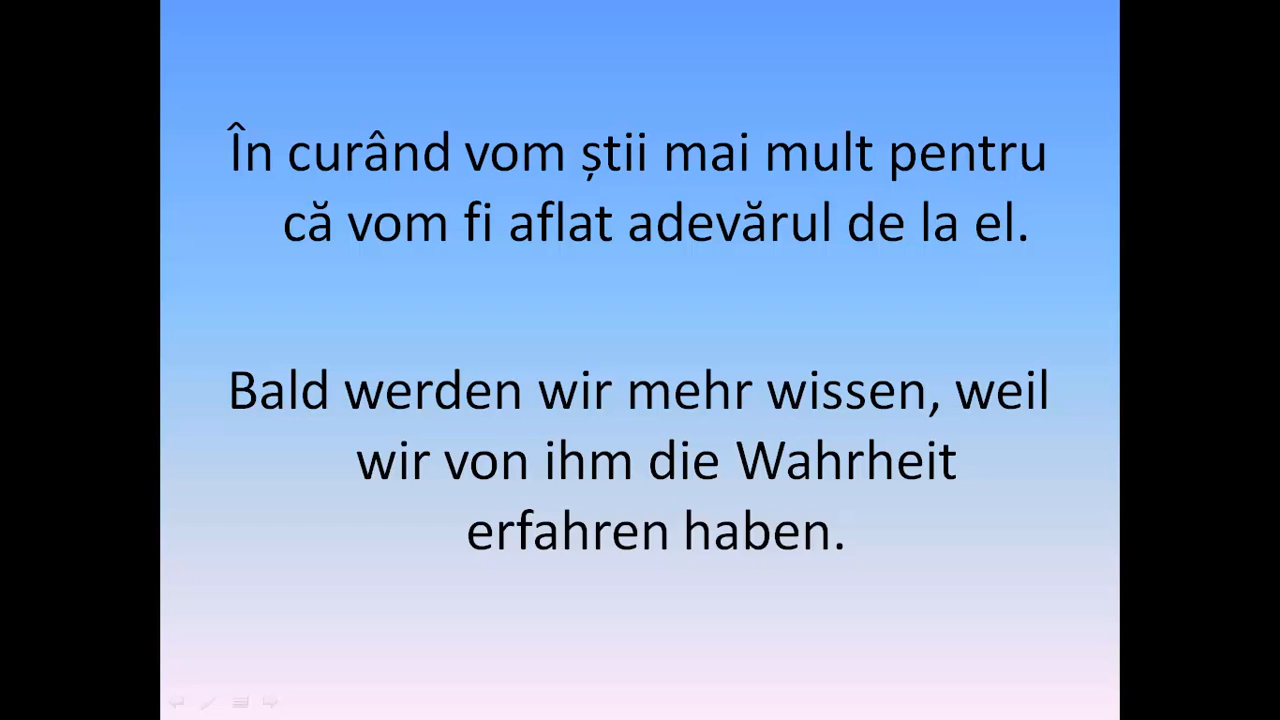 În curând vom știi mai mult pentru
că vom fi aflat adevărul de la el.
Bald werden wir mehr wissen, weil
wir von ihm die Wahrheit
erfahren haben.